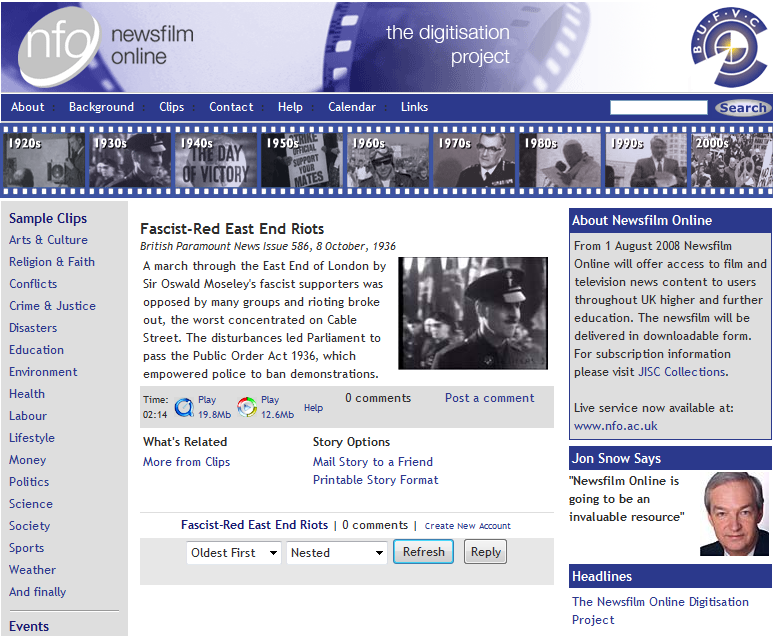 nfo newsfilm online
the digitisation project
B.U.F.V.C
About : Background : Clips : Contact : Help : Calendar : Links
Search
1920s 1930s 1940s 1950s 1960s 1970s 1980s 1990s 2000s
THE DAY OF VICTORY
STRIKE OFFICIAL SUPPORT YOUR MATES
Sample Clips
Arts & Culture
Religion & Faith
Conflicts
Crime & Justice
Disasters
Education
Environment
Health
Labour
Lifestyle
Money
Politics
Science
Society
Sports
Weather
And finally
Events
Fascist-Red East End Riots
British Paramount News Issue 586, 8 October, 1936
A march through the East End of London by
Sir Oswald Moseley's fascist supporters was
opposed by many groups and rioting broke
out, the worst concentrated on Cable
Street. The disturbances led Parliament to
pass the Public Order Act 1936, which
empowered police to ban demonstrations.
Time: 02:14
Play 19.8Mb
Play 12.6Mb
Help
0 comments
Post a comment
What's Related
More from Clips
Story Options
Mail Story to a Friend
Printable Story Format
Fascist-Red East End Riots | 0 comments | Create New Account
Oldest First
Nested
Refresh
Reply
About Newsfilm Online
From 1 August 2008 Newsfilm
Online will offer access to film and
television news content to users
throughout UK higher and further
education. The newsfilm will be
delivered in downloadable form.
For subscription information
please visit JISC Collections.
Live service now available at:
www.nfo.ac.uk
Jon Snow Says
"Newsfilm Online is
going to be an
invaluable resource"
Headlines
The Newsfilm Online Digitisation
Project